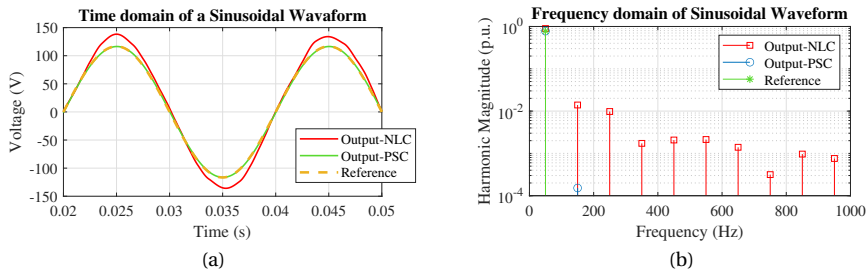 Time domain of a Sinusoidal Wavaform
150
100
50
0
-50
-100
-150
Voltage (V)
Output-NLC
Output-PSC
Reference
0.02
0.025
0.03
0.035
0.04
0.045
0.05
Time (s)
(a)
Frequency domain of Sinusoidal Waveform
10^0
10^-2
10^-4
Harmonic Magnitude (p.u.)
Output-NLC
Output-PSC
Reference
0
200
400
600
800
1000
Frequency (Hz)
(b)